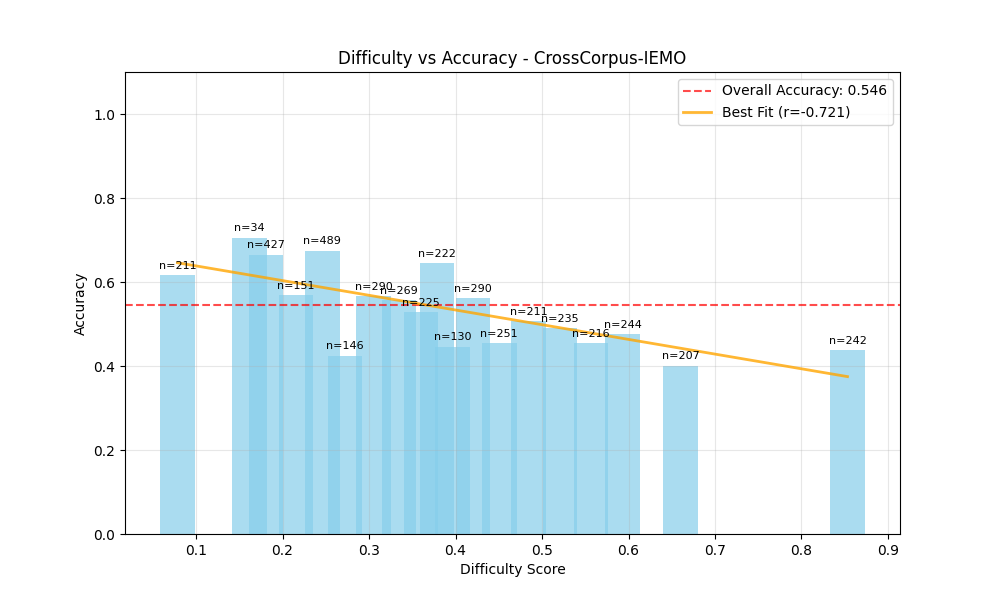 Difficulty vs Accuracy - CrossCorpus-IEMO
Overall Accuracy: 0.546
Best Fit (r=-0.721)
1.0
0.8
0.6
0.4
0.2
0.0
Accuracy
n=211
n=34
n=427
n=151
n=489
n=146
n=290
n=269
n=225
n=222
n=130
n=290
n=251
n=211
n=235
n=216
n=244
n=207
n=242
0.1 0.2 0.3 0.4 0.5 0.6 0.7 0.8 0.9
Difficulty Score